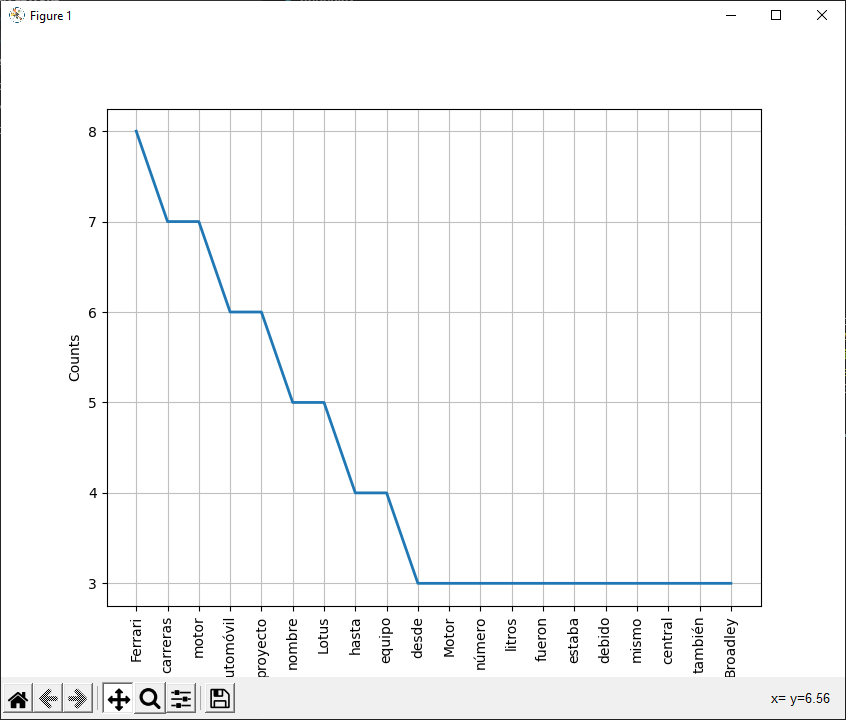 Figure 1
8
7
6
5
4
3
Counts
Ferrari
carreras
motor
utomóvil
proyecto
nombre
Lotus
hasta
equipo
desde
Motor
número
litros
fueron
estaba
debido
mismo
central
también
Broadley
x= y=6.56